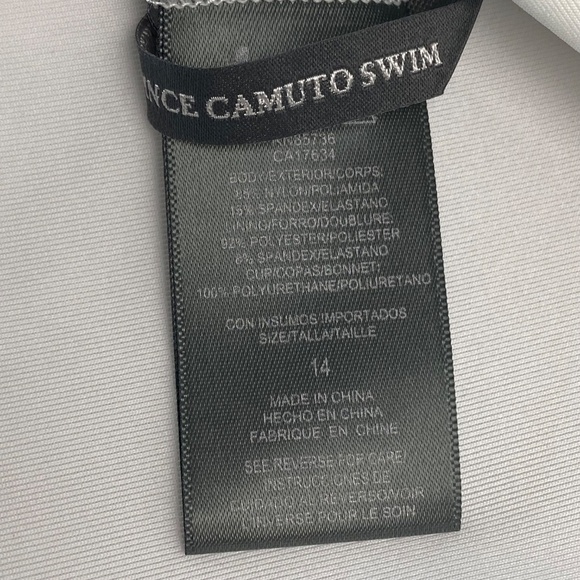 NCE CAMUTO SWIM
RN85736
CA17634
BODY/EXTERIOR/CORPS:
85% NYLON/POLIAMIDA
15% SPANDEX/ELASTANO
LINING/FORRO/DOUBLURE:
92% POLYESTER/POLIESTER
8% SPANDEX/ELASTANO
CUP/COPAS/BONNET:
100% POLYURETHANE/POLIURETANO
CON INSUMOS IMPORTADOS
SIZE/TALLA/TAILLE
14
MADE IN CHINA
HECHO EN CHINA
FABRIQUE EN CHINE
SEE REVERSE FOR CARE/
INSTRUCCIONES DE
CUIDADO AL REVERSO/VOIR
L'INVERSE POUR LE SOIN